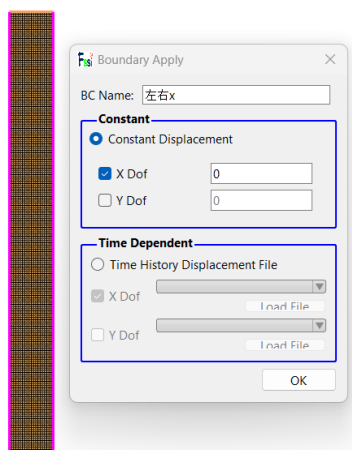 Fssi Boundary Apply
BC Name: 左右x
Constant
Constant Displacement
X Dof 0
Y Dof 0
Time Dependent
Time History Displacement File
X Dof
Load File
Y Dof
Load File
OK